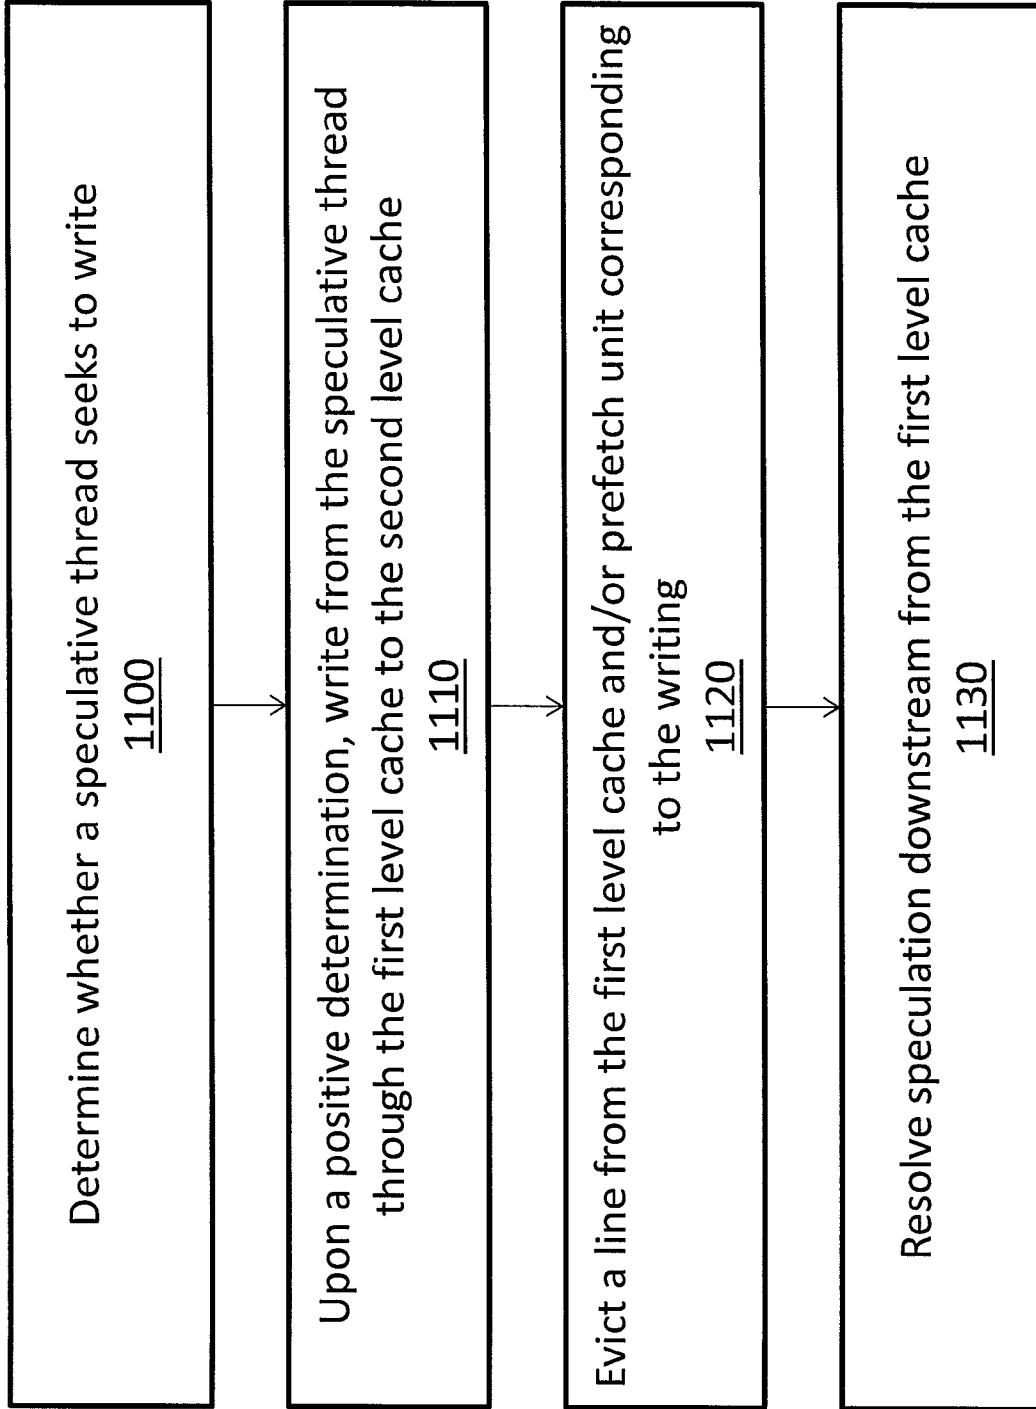 Determine whether a speculative thread seeks to write
1100
Upon a positive determination, write from the speculative thread
through the first level cache to the second level cache
1110
Evict a line from the first level cache and/or prefetch unit corresponding
to the writing
1120
Resolve speculation downstream from the first level cache
1130